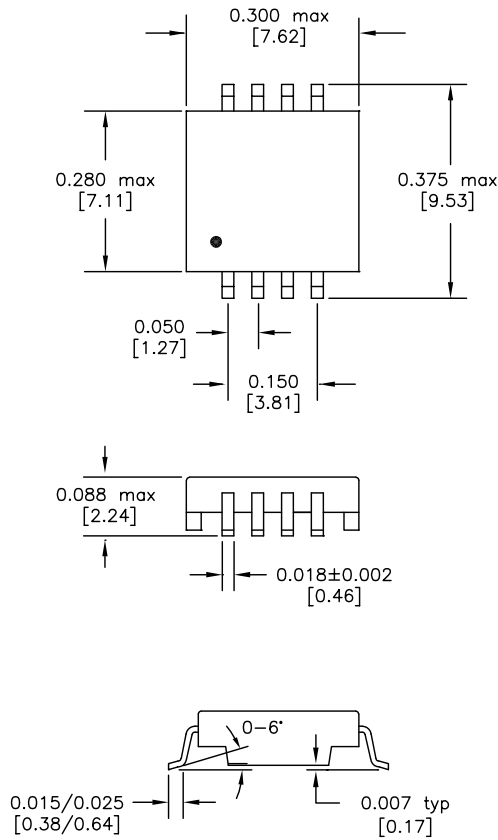 0.300 max
[7.62]
0.280 max
[7.11]
0.375 max
[9.53]
0.050
[1.27]
0.150
[3.81]
0.088 max
[2.24]
0.018±0.002
[0.46]
0-6°
0.015/0.025
[0.38/0.64]
0.007 typ
[0.17]